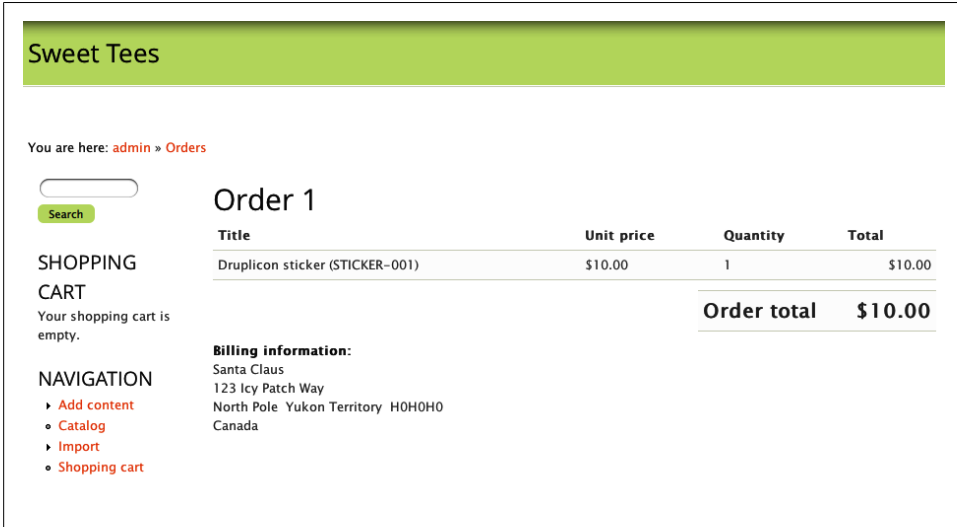 Sweet Tees
You are here: admin » Orders
Search
SHOPPING
CART
Your shopping cart is
empty.
NAVIGATION
Add content
Catalog
Import
Shopping cart
Order 1
Title Unit price Quantity Total
Druplicon sticker (STICKER-001) $10.00 1 $10.00
Order total $10.00
Billing information:
Santa Claus
123 Icy Patch Way
North Pole Yukon Territory H0H0H0
Canada